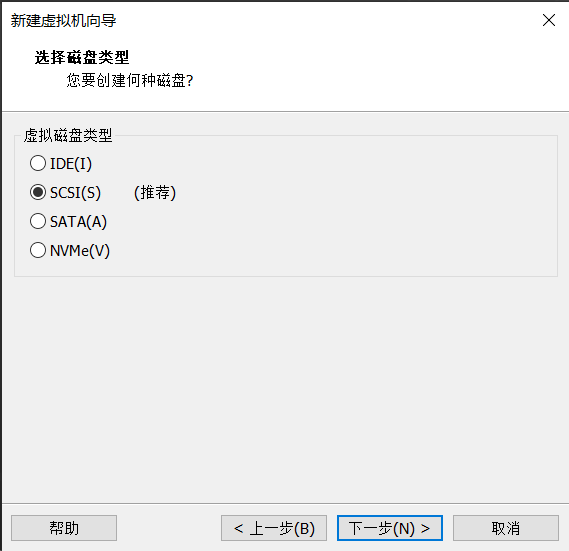 新建虚拟机向导
选择磁盘类型
您要创建何种磁盘?
虚拟磁盘类型
IDE(I)
SCSI(S) (推荐)
SATA(A)
NVMe(V)
帮助 < 上一步(B) 下一步(N) > 取消